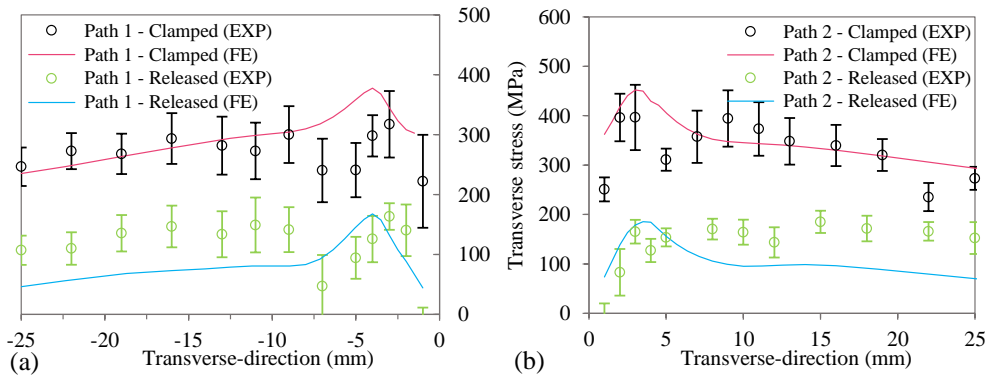 Path 1 - Clamped (EXP)
Path 1 - Clamped (FE)
Path 1 - Released (EXP)
Path 1 - Released (FE)
500
400
300
200
100
0
-25 -20 -15 -10 -5 0
Transverse-direction (mm)
(a)
Transverse stress (MPa)
Path 2 - Clamped (EXP)
Path 2 - Clamped (FE)
Path 2 - Released (EXP)
Path 2 - Released (FE)
600
500
400
300
200
100
0
0 5 10 15 20 25
Transverse-direction (mm)
(b)